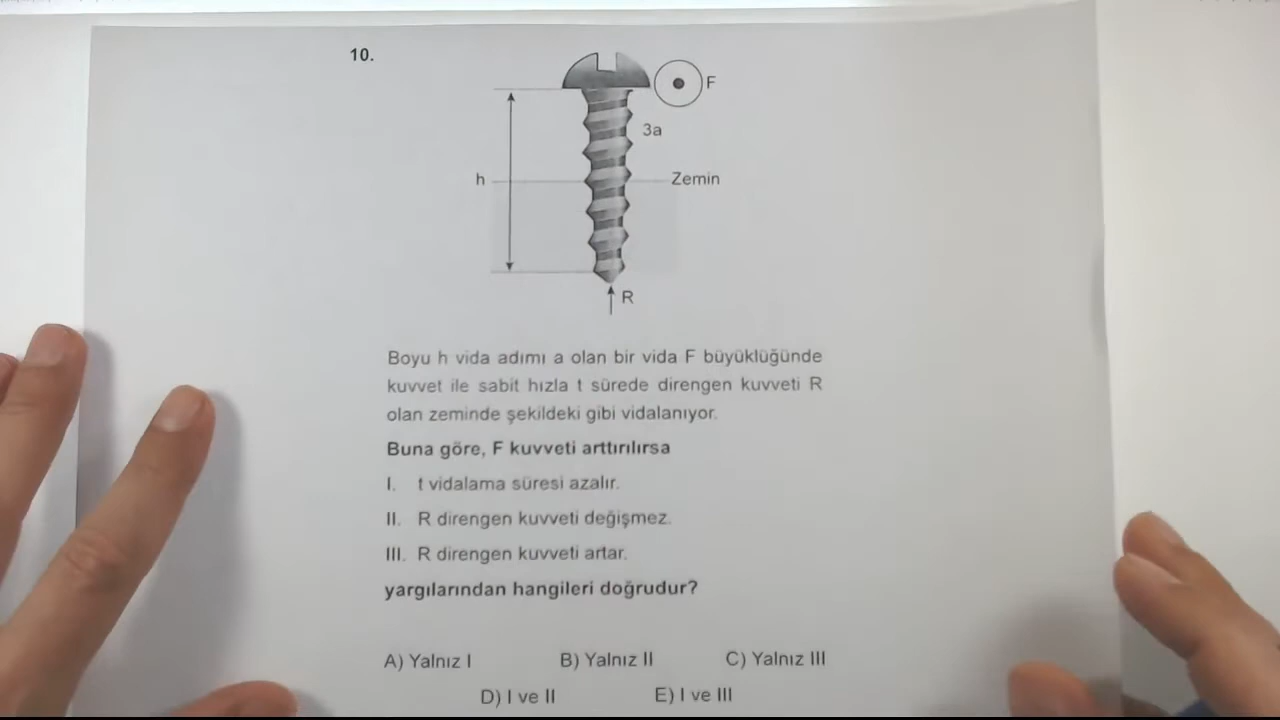 10.
F
3a
h
Zemin
R
Boyu h vida adımı a olan bir vida F büyüklüğünde
kuvvet ile sabit hızla t sürede direngen kuvveti R
olan zeminde şekildeki gibi vidalanıyor.
Buna göre, F kuvveti arttırılırsa
I. t vidalama süresi azalır.
II. R direngen kuvveti değişmez.
III. R direngen kuvveti artar.
yargılarından hangileri doğrudur?
A) Yalnız I B) Yalnız II C) Yalnız III
D) I ve II E) I ve III